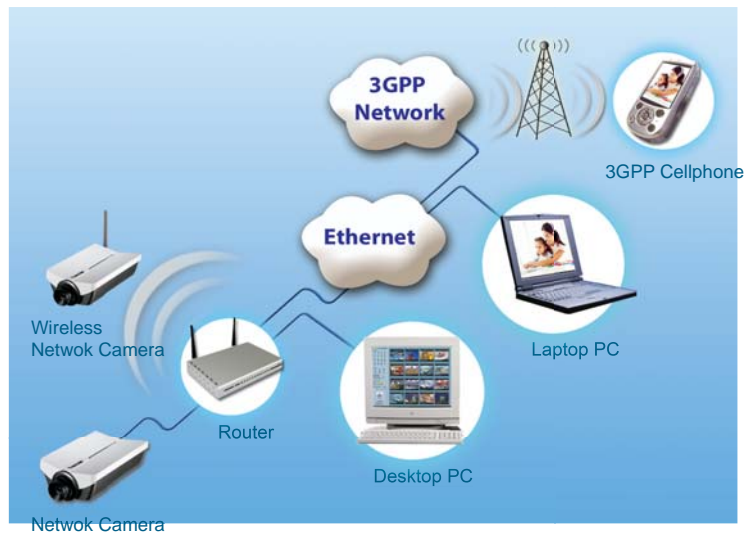 3GPP
Network
3GPP Cellphone
Ethernet
Wireless
Netwok Camera
Laptop PC
Router
Desktop PC
Netwok Camera